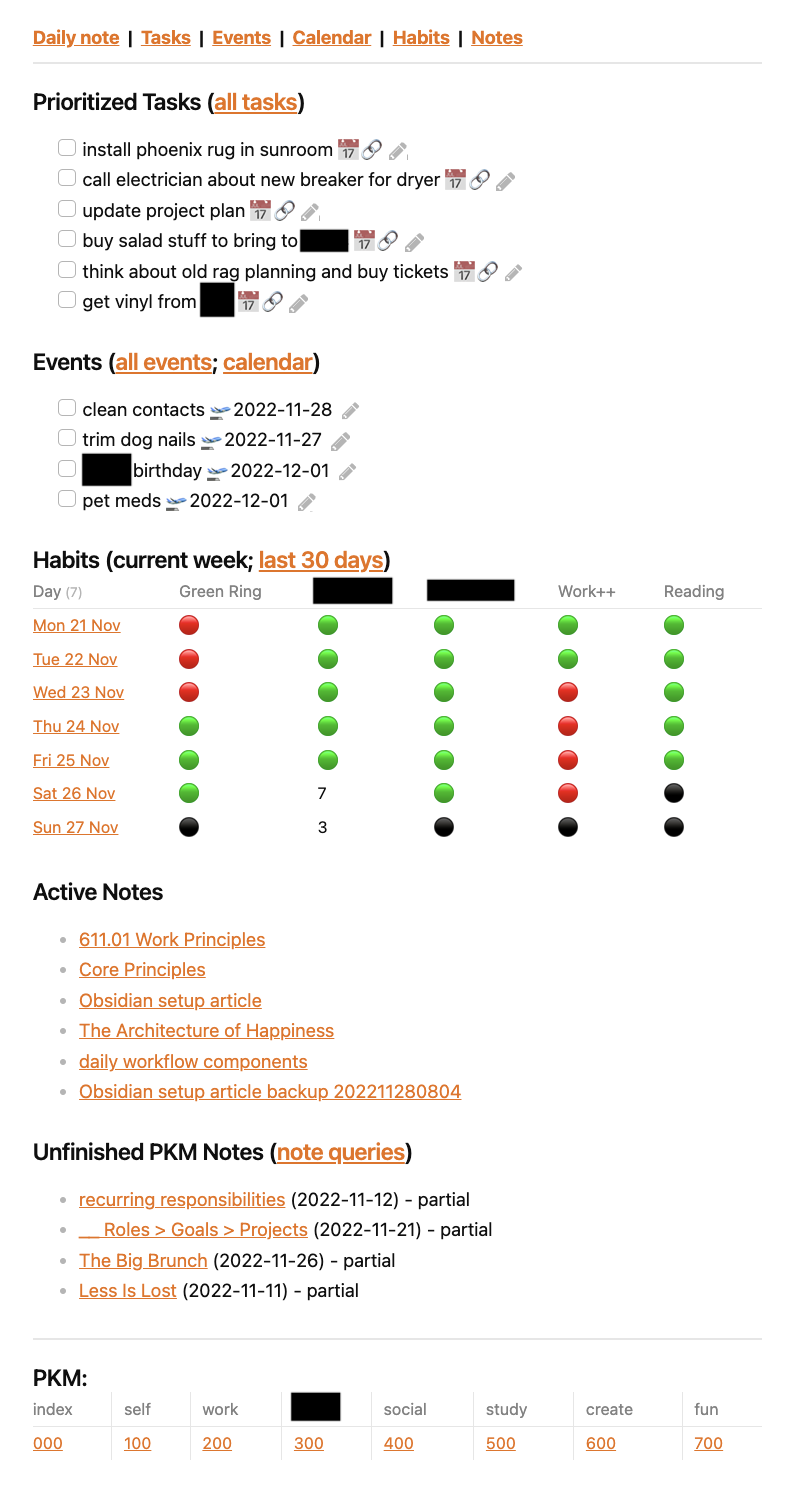 Daily note | Tasks | Events | Calendar | Habits | Notes
Prioritized Tasks (all tasks)
install phoenix rug in sunroom
call electrician about new breaker for dryer
update project plan
buy salad stuff to bring to
think about old rag planning and buy tickets
get vinyl from
Events (all events; calendar)
clean contacts 🛫2022-11-28
trim dog nails 🛫2022-11-27
birthday 🛫2022-12-01
pet meds 🛫2022-12-01
Habits (current week; last 30 days)
Day (7) Green Ring Work++ Reading
Mon 21 Nov
Tue 22 Nov
Wed 23 Nov
Thu 24 Nov
Fri 25 Nov
Sat 26 Nov 7
Sun 27 Nov 3
Active Notes
611.01 Work Principles
Core Principles
Obsidian setup article
The Architecture of Happiness
daily workflow components
Obsidian setup article backup 202211280804
Unfinished PKM Notes (note queries)
recurring responsibilities (2022-11-12) - partial
__ Roles > Goals > Projects (2022-11-21) - partial
The Big Brunch (2022-11-26) - partial
Less Is Lost (2022-11-11) - partial
PKM:
index self work social study create fun
000 100 200 300 400 500 600 700